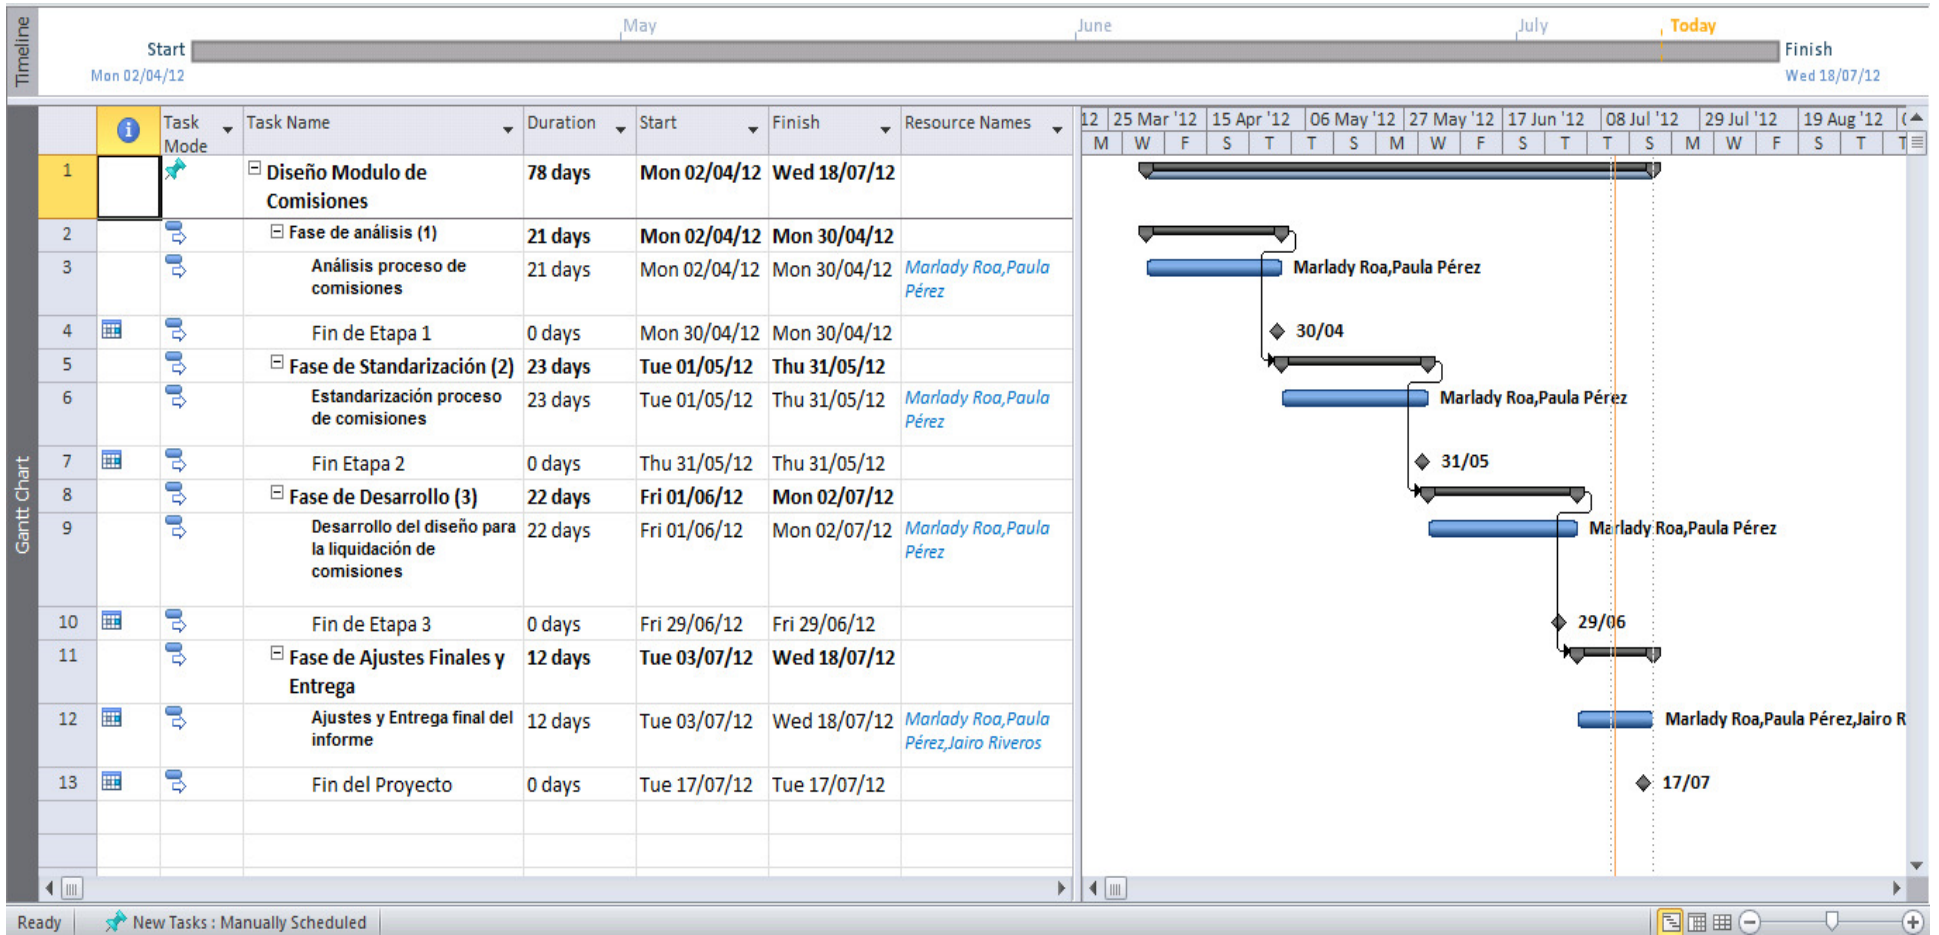 Timeline
May
June
July
Today
Start
Finish
Mon 02/04/12
Wed 18/07/12
Gantt Chart
Task Mode
Task Name
Duration
Start
Finish
Resource Names
12
25 Mar '12
15 Apr '12
06 May '12
27 May '12
17 Jun '12
08 Jul '12
29 Jul '12
19 Aug '12
M W F S T T S M W F S T T S M W F S T T
1 Diseño Modulo de 78 days Mon 02/04/12 Wed 18/07/12
Comisiones
2 Fase de análisis (1) 21 days Mon 02/04/12 Mon 30/04/12
3 Análisis proceso de 21 days Mon 02/04/12 Mon 30/04/12 Marlady Roa,Paula Marlady Roa,Paula Pérez
comisiones Pérez
4 Fin de Etapa 1 0 days Mon 30/04/12 Mon 30/04/12 30/04
5 Fase de Standarización (2) 23 days Tue 01/05/12 Thu 31/05/12
6 Estandarización proceso 23 days Tue 01/05/12 Thu 31/05/12 Marlady Roa,Paula Marlady Roa,Paula Pérez
de comisiones Pérez
7 Fin Etapa 2 0 days Thu 31/05/12 Thu 31/05/12 31/05
8 Fase de Desarrollo (3) 22 days Fri 01/06/12 Mon 02/07/12
9 Desarrollo del diseño para 22 days Fri 01/06/12 Mon 02/07/12 Marlady Roa,Paula Marlady Roa,Paula Pérez
la liquidación de Pérez
comisiones
10 Fin de Etapa 3 0 days Fri 29/06/12 Fri 29/06/12 29/06
11 Fase de Ajustes Finales y 12 days Tue 03/07/12 Wed 18/07/12
Entrega
12 Ajustes y Entrega final del 12 days Tue 03/07/12 Wed 18/07/12 Marlady Roa,Paula Marlady Roa,Paula Pérez,Jairo R
informe Pérez,Jairo Riveros
13 Fin del Proyecto 0 days Tue 17/07/12 Tue 17/07/12 17/07
Ready
New Tasks : Manually Scheduled